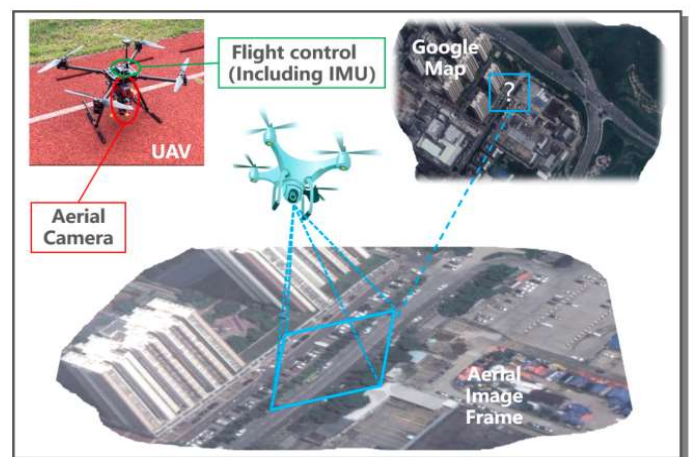 Flight control
(Including IMU)
UAV
Aerial
Camera
Google
Map
?
Aerial
Image
Frame